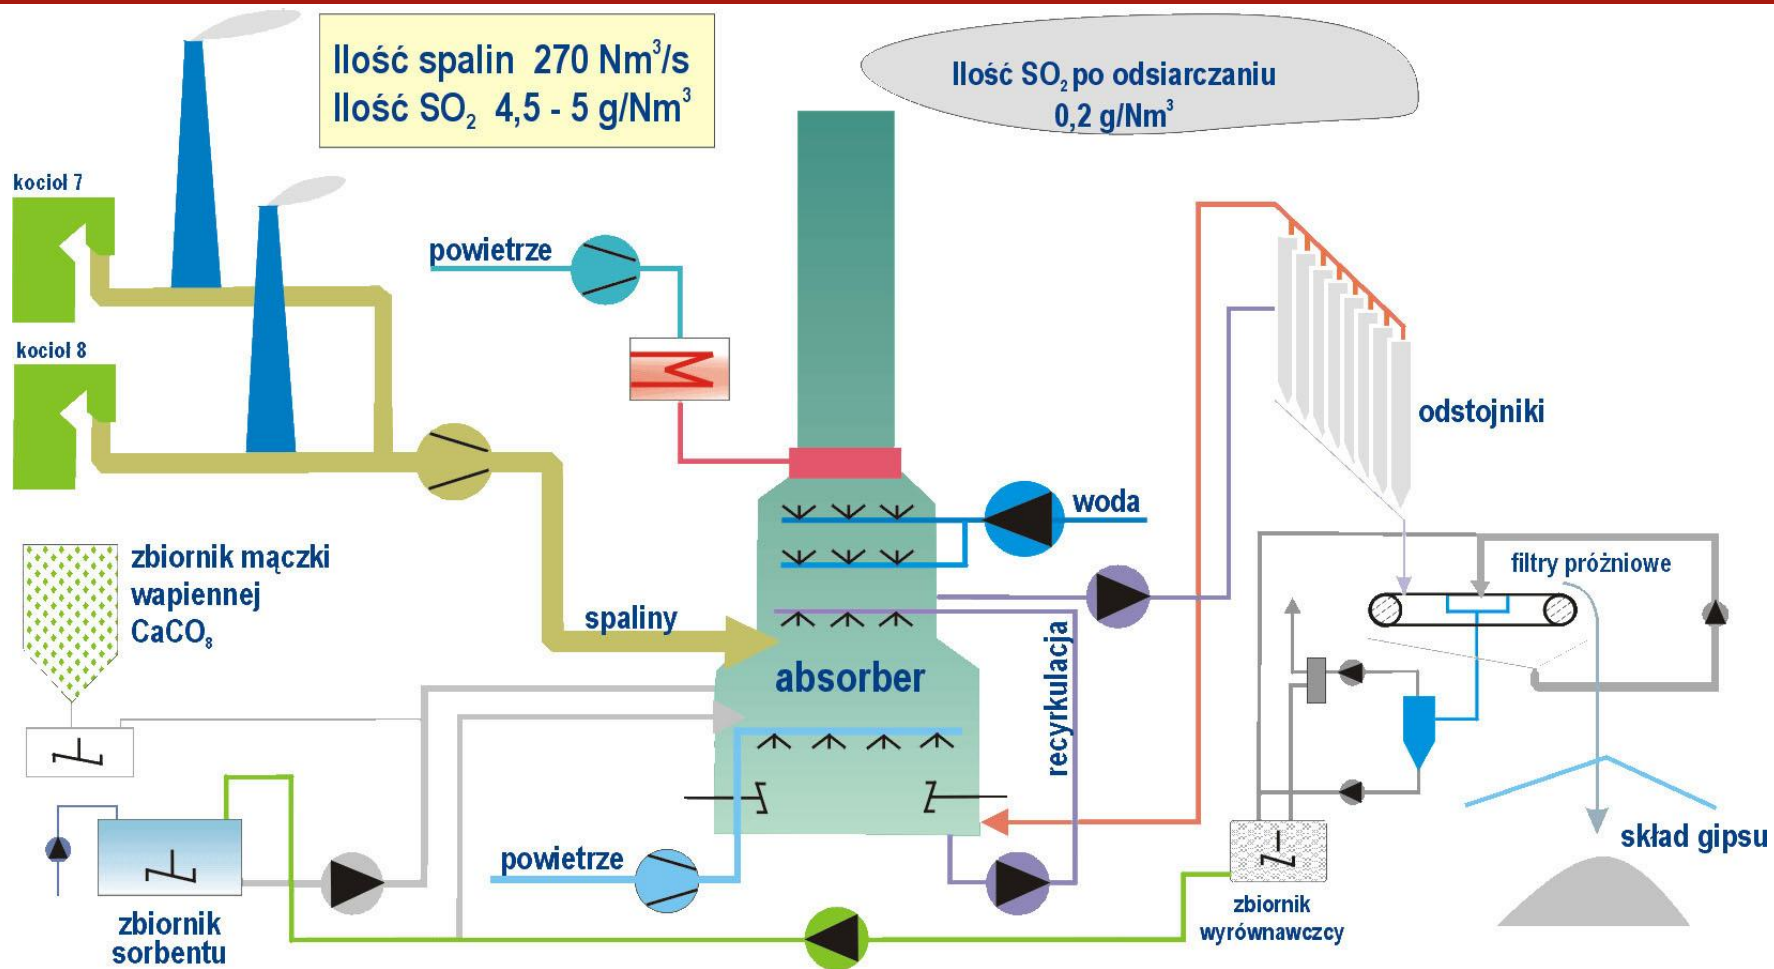 Ilość spalin 270 Nm³/s
Ilość SO₂ 4,5 - 5 g/Nm³
Ilość SO₂ po odsiarczaniu
0,2 g/Nm³
kocioł 7
powietrze
kocioł 8
odstojniki
woda
zbiornik mączki
wapiennej
CaCO₈
filtry próżniowe
spaliny
absorber
recyrkulacja
powietrze
skład gipsu
zbiornik
sorbentu
zbiornik
wyrównawczcy